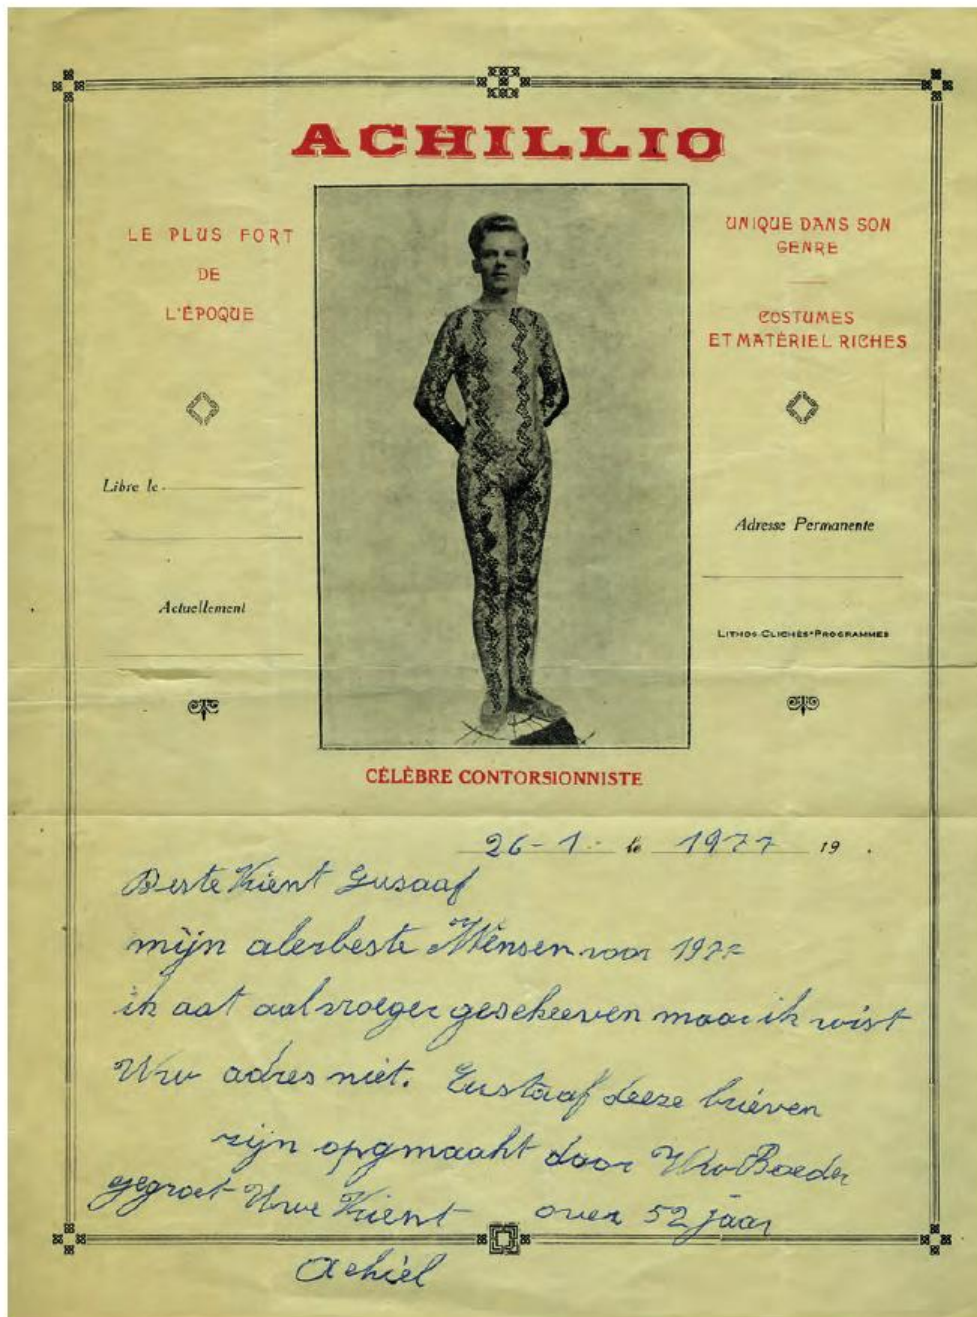 ACHILLIO
LE PLUS FORT
DE
L'ÉPOQUE
UNIQUE DANS SON
GENRE
COSTUMES
ET MATÉRIEL RICHES
Libre le
Actuellement
Adresse Permanente
LITHOS-CLICHÉS-PROGRAMMES
CÉLÈBRE CONTORSIONNISTE
26-1- le 1977 19 .
Beste Vrient Gusaaf
mijn alerbeste Wensen voor 1977
ik aat aal vroeger gescheeven maar ik wist
Uw adres niet. Gustaaf deeze brieven
zijn opgmaakt door Uw Boeder
gegroet Uwe Vrient over 52 jaar
Achiel